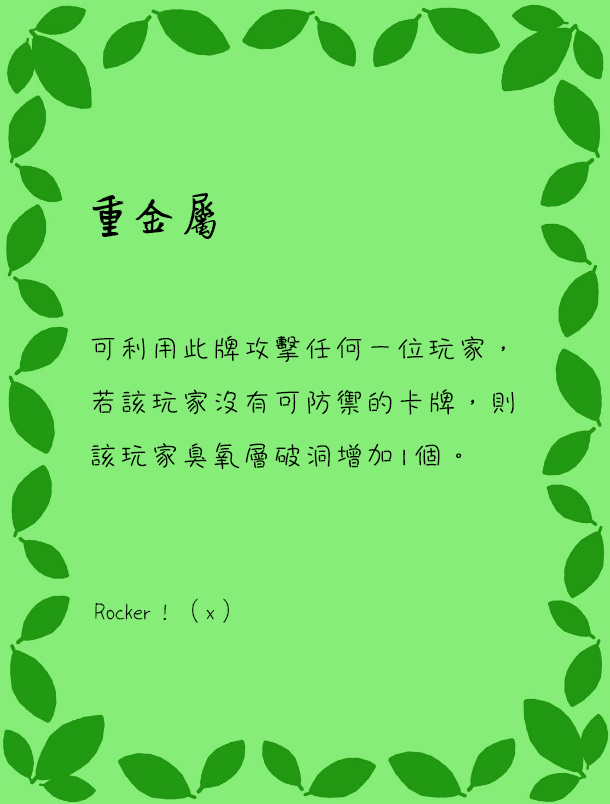 重金屬
可利用此牌攻擊任何一位玩家，
若該玩家沒有可防禦的卡牌，則
該玩家臭氧層破洞增加1個。
Rocker！（x）